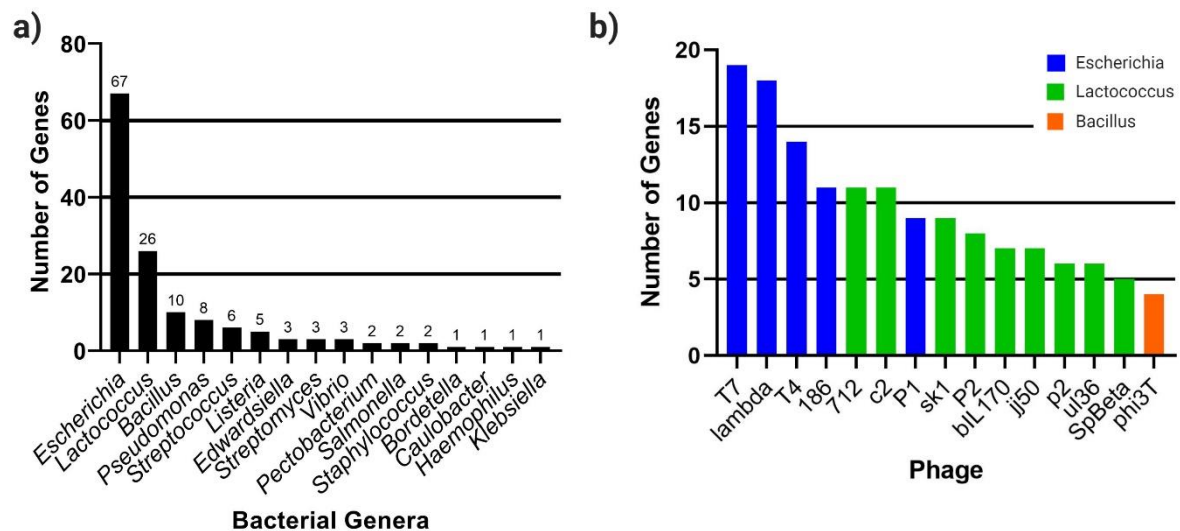 a)
Number of Genes
80
60
40
20
0
67
26
10
8
6
5
3
3
3
2
2
2
1
1
1
1
Escherichia
Lactococcus
Bacillus
Pseudomonas
Streptococcus
Listeria
Edwardsiella
Streptomyces
Vibrio
Pectobacterium
Salmonella
Staphylococcus
Bordetella
Caulobacter
Haemophilus
Klebsiella
Bacterial Genera
b)
Number of Genes
20
15
10
5
0
Escherichia
Lactococcus
Bacillus
T7
lambda
T4
186
712
c2
P1
sk1
P2
bIL170
jj50
p2
ul36
SpBeta
phi3T
Phage